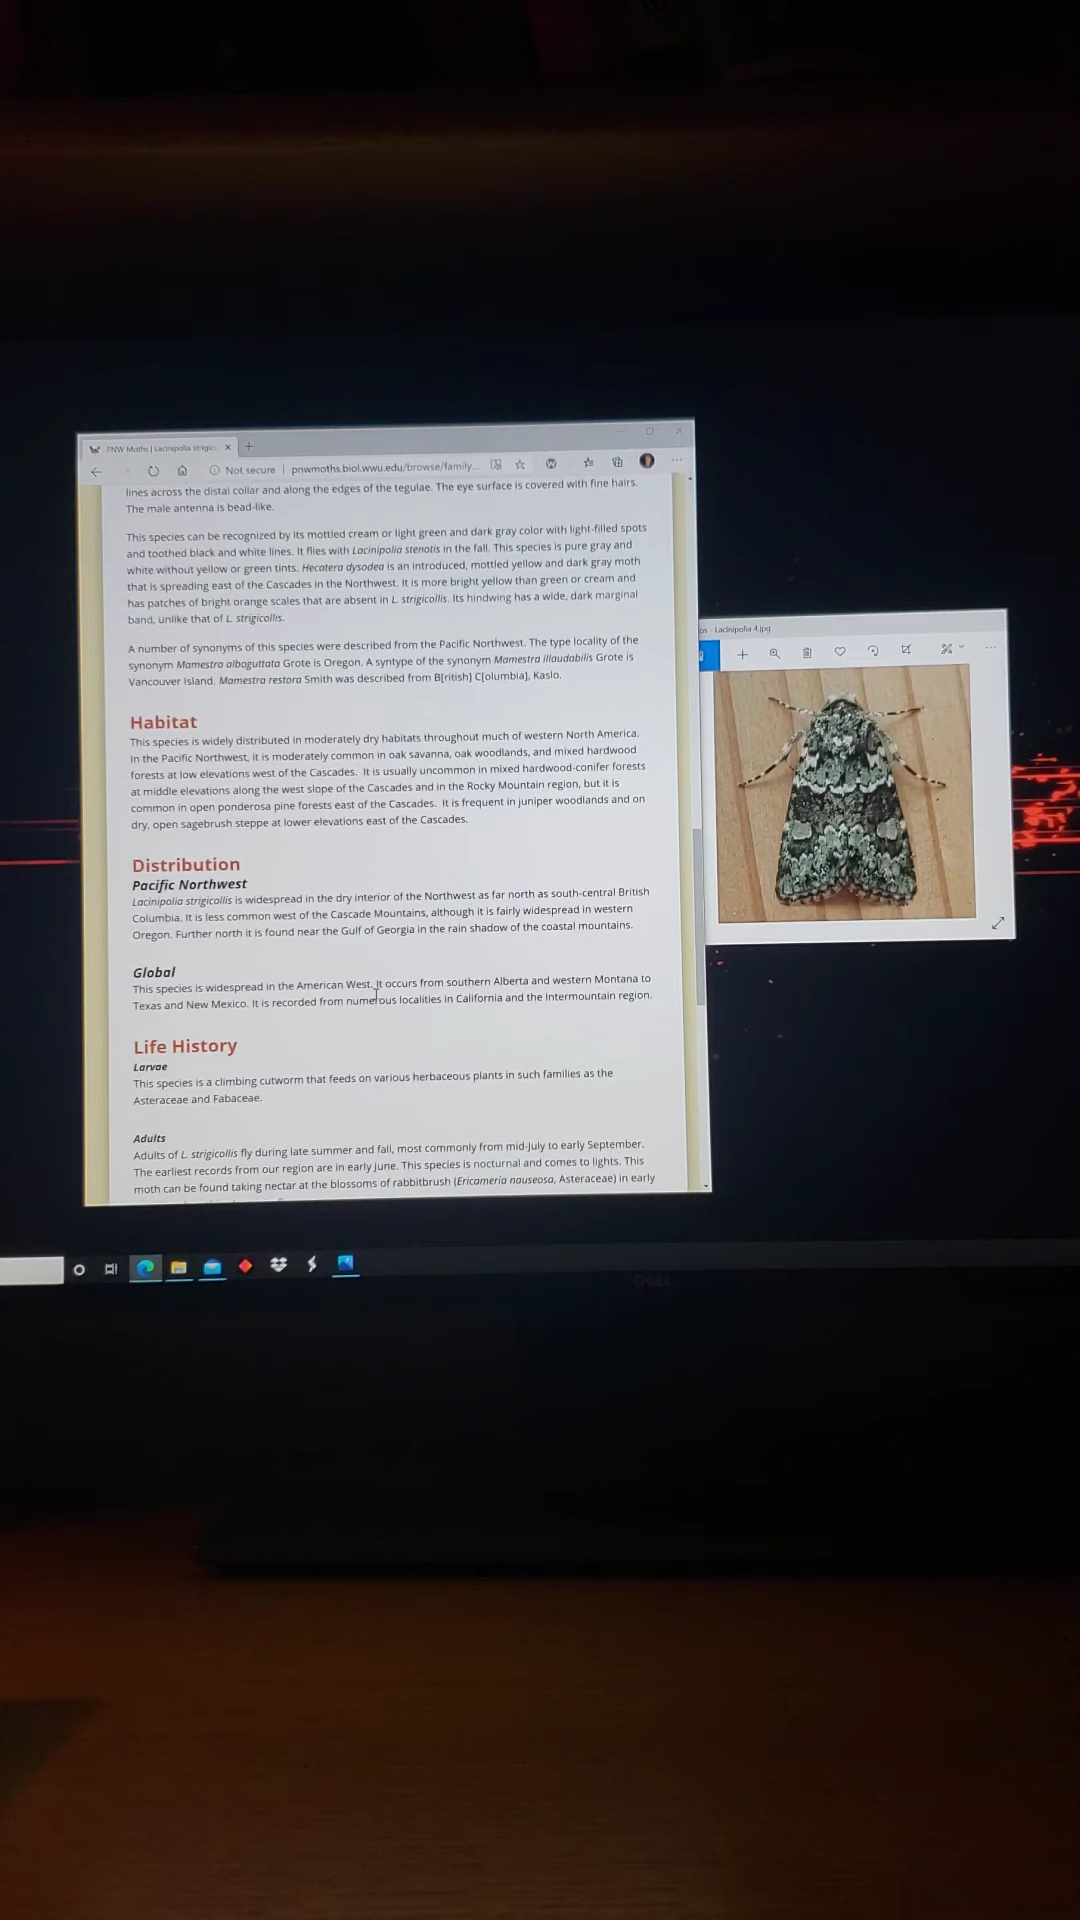 PNW Moths | Lacinipolia strigic
Not secure | pnwmoths.biol.wwu.edu/browse/family...
lines across the distal collar and along the edges of the tegulae. The eye surface is covered with fine hairs.
The male antenna is bead-like.
This species can be recognized by its mottled cream or light green and dark gray color with light-filled spots
and toothed black and white lines. It flies with Lacinipolia stenotis in the fall. This species is pure gray and
white without yellow or green tints. Hecatera dysodea is an introduced, mottled yellow and dark gray moth
that is spreading east of the Cascades in the Northwest. It is more bright yellow than green or cream and
has patches of bright orange scales that are absent in L. strigicollis. Its hindwing has a wide, dark marginal
band, unlike that of L. strigicollis.
A number of synonyms of this species were described from the Pacific Northwest. The type locality of the
synonym Mamestra alboguttata Grote is Oregon. A syntype of the synonym Mamestra illaudabilis Grote is
Vancouver Island. Mamestra restora Smith was described from B[ritish] C[olumbia], Kaslo.
Habitat
This species is widely distributed in moderately dry habitats throughout much of western North America.
In the Pacific Northwest, it is moderately common in oak savanna, oak woodlands, and mixed hardwood
forests at low elevations west of the Cascades. It is usually uncommon in mixed hardwood-conifer forests
at middle elevations along the west slope of the Cascades and in the Rocky Mountain region, but it is
common in open ponderosa pine forests east of the Cascades. It is frequent in juniper woodlands and on
dry, open sagebrush steppe at lower elevations east of the Cascades.
Distribution
Pacific Northwest
Lacinipolia strigicollis is widespread in the dry interior of the Northwest as far north as south-central British
Columbia. It is less common west of the Cascade Mountains, although it is fairly widespread in western
Oregon. Further north it is found near the Gulf of Georgia in the rain shadow of the coastal mountains.
Global
This species is widespread in the American West. It occurs from southern Alberta and western Montana to
Texas and New Mexico. It is recorded from numerous localities in California and the Intermountain region.
Life History
Larvae
This species is a climbing cutworm that feeds on various herbaceous plants in such families as the
Asteraceae and Fabaceae.
Adults
Adults of L. strigicollis fly during late summer and fall, most commonly from mid-July to early September.
The earliest records from our region are in early June. This species is nocturnal and comes to lights. This
moth can be found taking nectar at the blossoms of rabbitbrush (Ericameria nauseosa, Asteraceae) in early
os - Lacinipolia 4.jpg
DELL